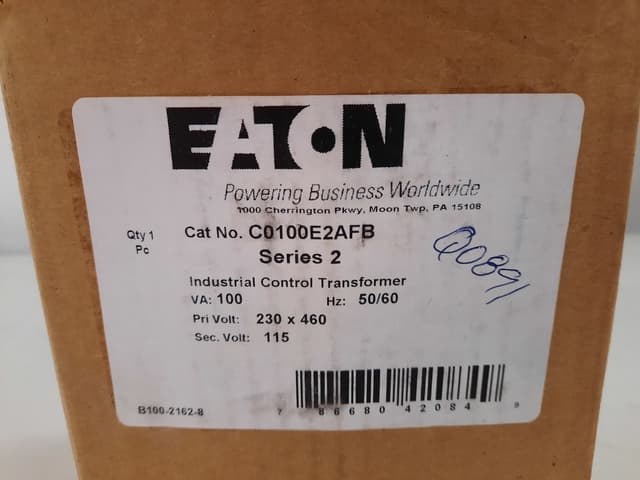 EATON
Powering Business Worldwide
1000 Cherrington Pkwy, Moon Twp, PA 15108
Qty 1
Pc
Cat No. C0100E2AFB
Series 2
Q0891
Industrial Control Transformer
VA: 100 Hz: 50/60
Pri Volt: 230 x 460
Sec. Volt: 115
B100-2162-8
7 86680 42084 9